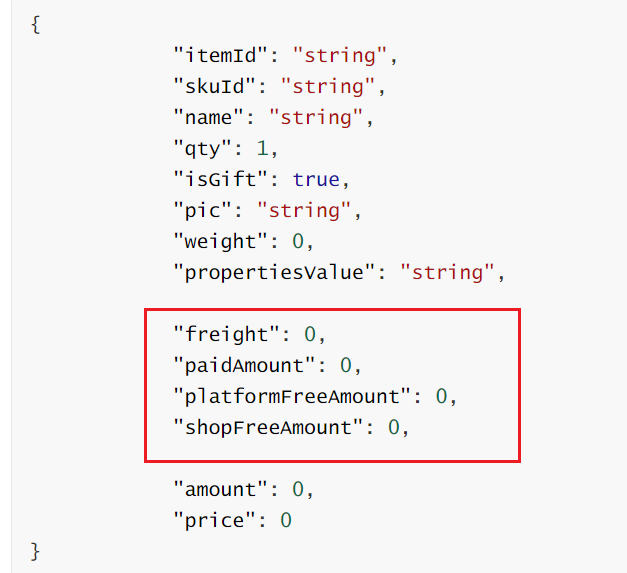 {
"itemId": "string",
"skuId": "string",
"name": "string",
"qty": 1,
"isGift": true,
"pic": "string",
"weight": 0,
"propertiesValue": "string",
"freight": 0,
"paidAmount": 0,
"platformFreeAmount": 0,
"shopFreeAmount": 0,
"amount": 0,
"price": 0
}